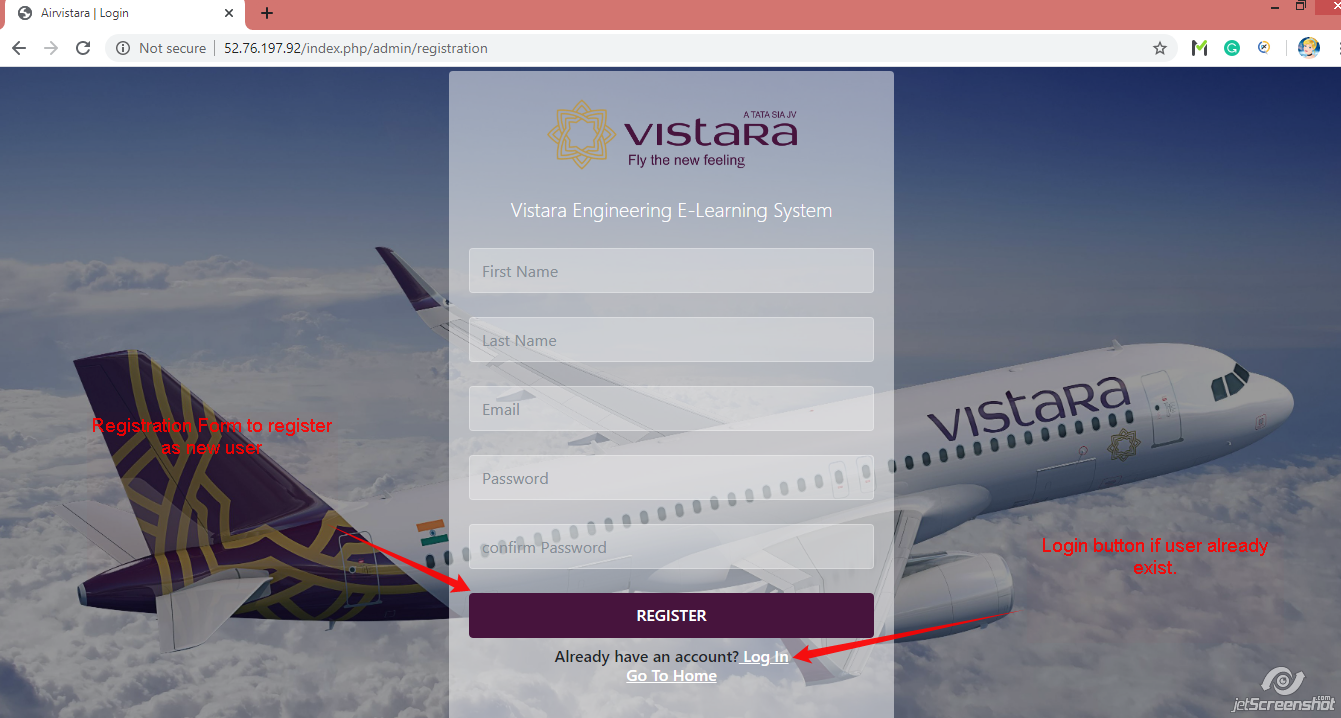 Airvistara | Login
Not secure
52.76.197.92/index.php/admin/registration
A TATA SIA JV
VISTARA
Fly the new feeling
Vistara Engineering E-Learning System
First Name
Last Name
Email
VISTARA
Registration Form to register
as new user
Password
confirm Password
Login button if user already
exist.
REGISTER
Already have an account? Log In
Go To Home
jetScreenshot.com